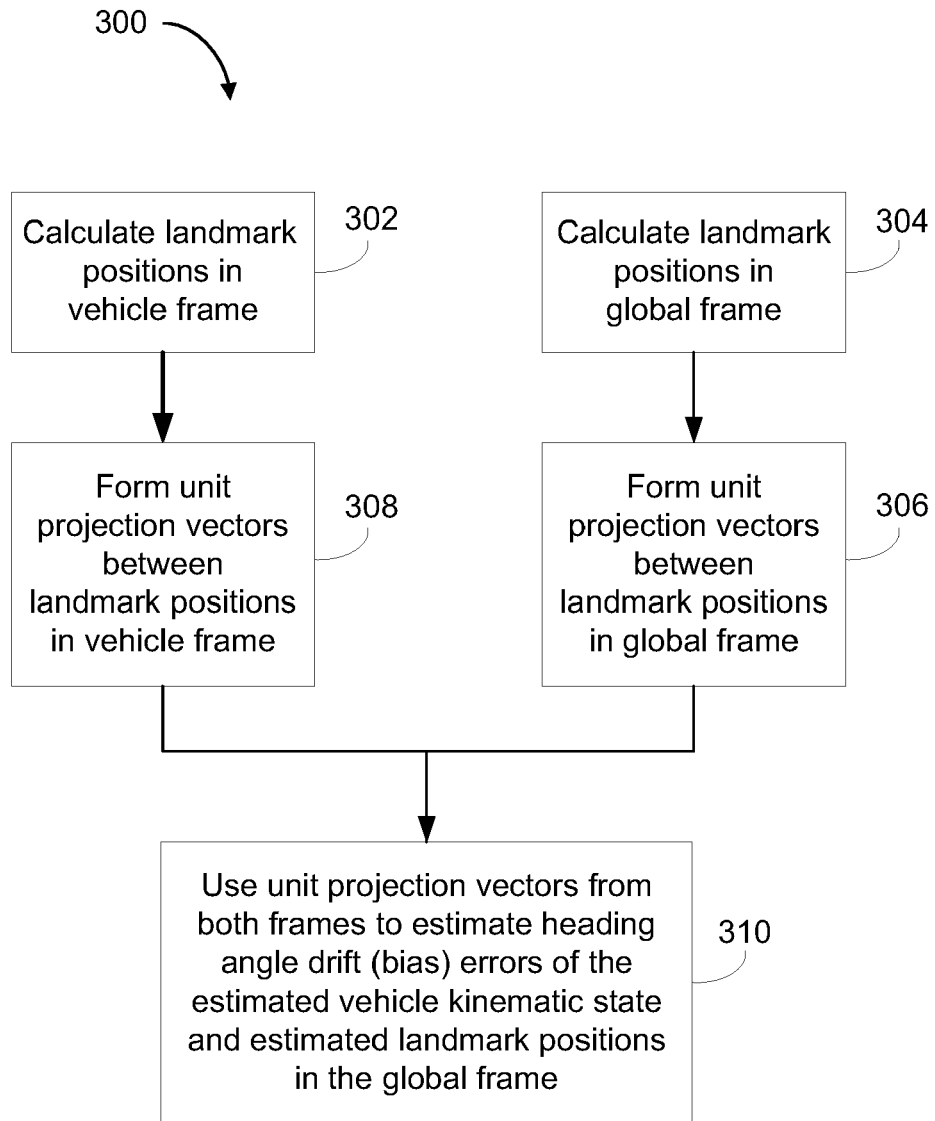 300
Calculate landmark
positions in
vehicle frame
302
Calculate landmark
positions in
global frame
304
Form unit
projection vectors
between
landmark positions
in vehicle frame
308
Form unit
projection vectors
between
landmark positions
in global frame
306
Use unit projection vectors from
both frames to estimate heading
angle drift (bias) errors of the
estimated vehicle kinematic state
and estimated landmark positions
in the global frame
310